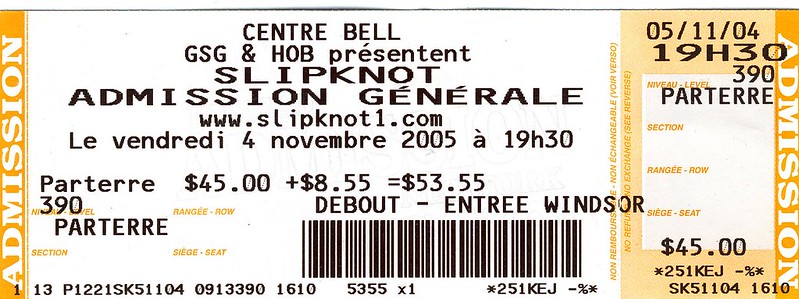 ADMISSION
CENTRE BELL
GSG & HOB présentent
SLIPKNOT
ADMISSION GÉNÉRALE
www.slipknot1.com
Le vendredi 4 novembre 2005 à 19h30
Parterre $45.00 +$8.55 =$53.55
NIVEAU - LEVEL
390
RANGÉE - ROW
DEBOUT - ENTREE WINDSOR
PARTERRE
SECTION
SIÈGE - SEAT
1 13 P1221SK51104 0913390 1610 5355 x1 *251KEJ -%*
NON REMBOURSABLE - NON ÉCHANGEABLE (VOIR VERSO)
NO REFUND - NO EXCHANGE (SEE REVERSE)
05/11/04
19H30
390
NIVEAU - LEVEL
PARTERRE
SECTION
RANGÉE - ROW
SIÈGE - SEAT
$45.00
*251KEJ -%*
SK51104 1610
ADMISSION